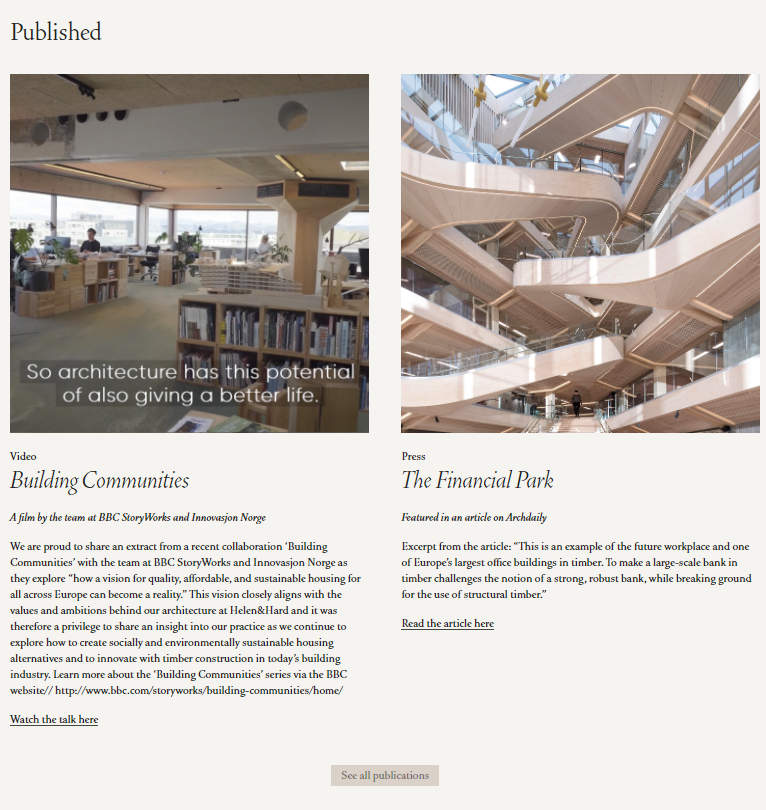 Published
So architecture has this potential
of also giving a better life.
Video
Building Communities
A film by the team at BBC StoryWorks and Innovasjon Norge
We are proud to share an extract from a recent collaboration ‘Building
Communities’ with the team at BBC StoryWorks and Innovasjon Norge as
they explore “how a vision for quality, affordable, and sustainable housing for
all across Europe can become a reality.” This vision closely aligns with the
values and ambitions behind our architecture at Helen&Hard and it was
therefore a privilege to share an insight into our practice as we continue to
explore how to create socially and environmentally sustainable housing
alternatives and to innovate with timber construction in today’s building
industry. Learn more about the ‘Building Communities’ series via the BBC
website// http://www.bbc.com/storyworks/building-communities/home/
Watch the talk here
Press
The Financial Park
Featured in an article on Archdaily
Excerpt from the article: “This is an example of the future workplace and one
of Europe’s largest office buildings in timber. To make a large-scale bank in
timber challenges the notion of a strong, robust bank, while breaking ground
for the use of structural timber.”
Read the article here
See all publications